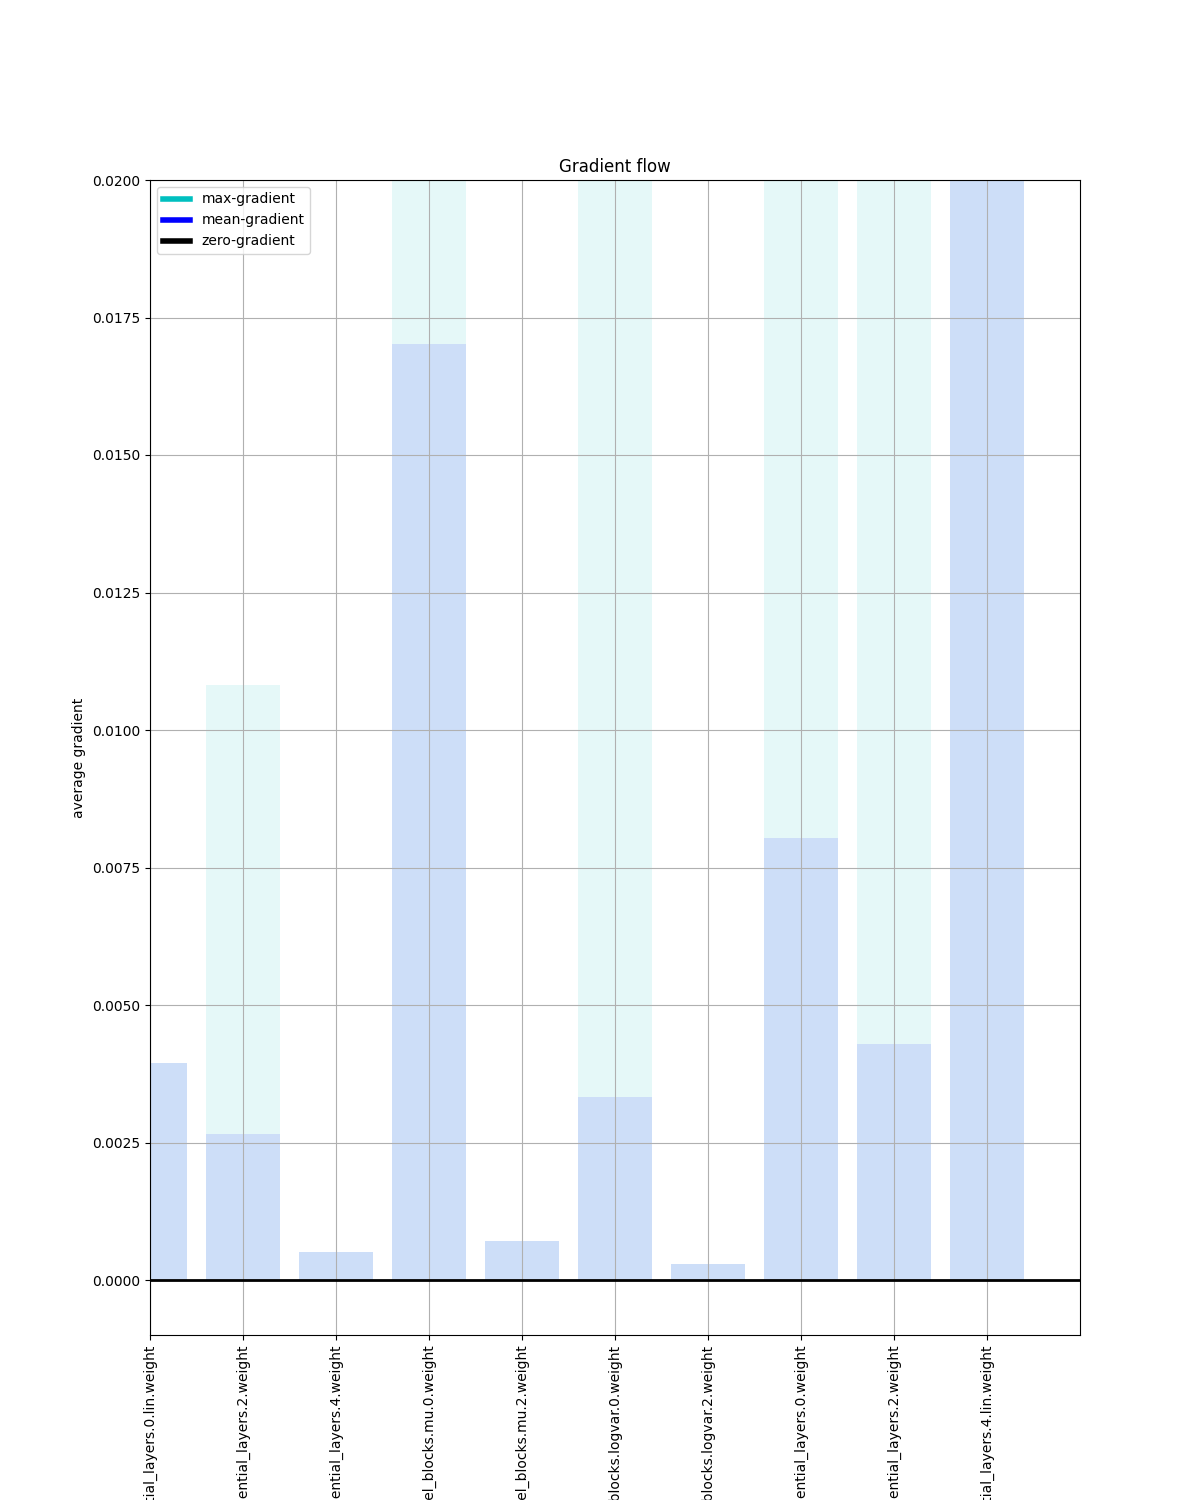 Gradient flow
max-gradient
mean-gradient
zero-gradient
0.0200
0.0175
0.0150
0.0125
0.0100
0.0075
0.0050
0.0025
0.0000
average gradient
tial_layers.0.lin.weight
ential_layers.2.weight
ential_layers.4.weight
el_blocks.mu.0.weight
el_blocks.mu.2.weight
blocks.logvar.0.weight
blocks.logvar.2.weight
ential_layers.0.weight
ential_layers.2.weight
tial_layers.4.lin.weight